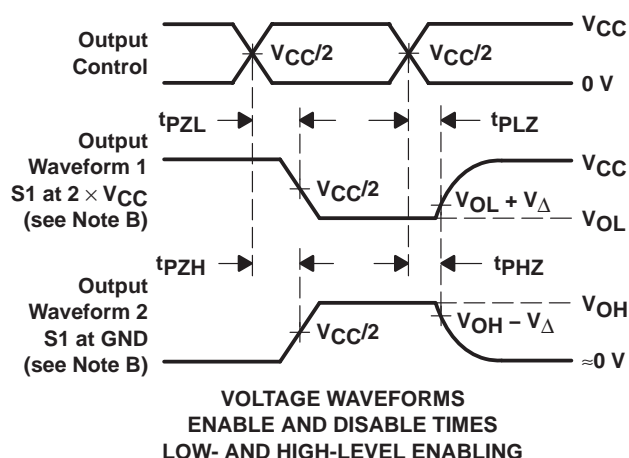 Output
Control
VCC/2
VCC/2
VCC
0 V
tPZL
tPLZ
Output
Waveform 1
S1 at 2 × VCC
(see Note B)
VCC/2
VCC
VOL + VΔ
VOL
tPZH
tPHZ
Output
Waveform 2
S1 at GND
(see Note B)
VCC/2
VOH
VOH – VΔ
≈0 V
VOLTAGE WAVEFORMS
ENABLE AND DISABLE TIMES
LOW- AND HIGH-LEVEL ENABLING